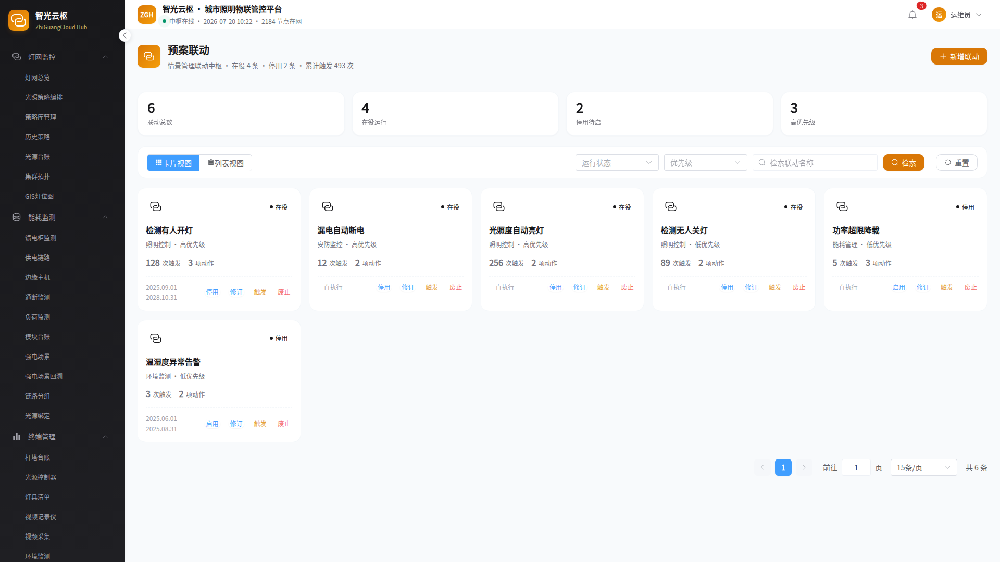 智光云枢
ZhiGuangCloud Hub
灯网监控
灯网总览
光照策略编排
策略库管理
历史策略
光源台账
集群拓扑
GIS灯位图
能耗监测
馈电柜监测
供电链路
边缘主机
通断监测
负荷监测
模块台账
强电场景
强电场景回溯
链路分组
光源绑定
终端管理
杆塔台账
光源控制器
灯具清单
视频记录仪
视频采集
环境监测
ZGH
智光云枢 · 城市照明物联管控平台
中枢在线 · 2026-07-20 10:22 · 2184 节点在网
3
运
运维员
预案联动
情景管理联动中枢 · 在役 4 条 · 停用 2 条 · 累计触发 493 次
新增联动
6
联动总数
4
在役运行
2
停用待启
3
高优先级
卡片视图
列表视图
运行状态
优先级
检索联动名称
检索
重置
在役
检测有人开灯
照明控制 · 高优先级
128 次触发 3 项动作
2025.09.01-
2028.10.31
停用 修订 触发 废止
在役
漏电自动断电
安防监控 · 高优先级
12 次触发 2 项动作
一直执行 停用 修订 触发 废止
在役
光照度自动亮灯
照明控制 · 高优先级
256 次触发 2 项动作
一直执行 停用 修订 触发 废止
在役
检测无人关灯
照明控制 · 低优先级
89 次触发 2 项动作
一直执行 停用 修订 触发 废止
停用
功率超限降载
能耗管理 · 低优先级
5 次触发 3 项动作
一直执行 启用 修订 触发 废止
停用
温湿度异常告警
环境监测 · 低优先级
3 次触发 2 项动作
2025.06.01-
2025.08.31
启用 修订 触发 废止
1
前往 1 页
15条/页
共 6 条